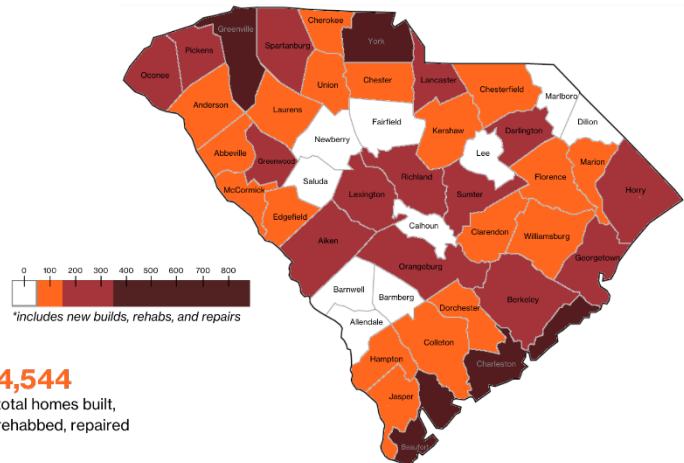 Cherokee
Greenville
York
Spartanburg
Pickens
Oconee
Lancaster
Chester
Union
Chesterfield
Marlboro
Anderson
Laurens
Dillon
Fairfield
Kershaw
Darlington
Newberry
Lee
Abbeville
Greenwood
Marion
Saluda
Richland
Florence
McCormick
Lexington
Sumter
Horry
Edgefield
Calhoun
Clarendon
Williamsburg
Aiken
Georgetown
Orangeburg
0 100 200 300 400 500 600 700 800
Barnwell
Barmberg
Berkeley
*includes new builds, rehabs, and repairs
Allendale
Dorchester
Colleton
Hampton
Charleston
4,544
total homes built,
rehabbed, repaired
Jasper
Beaufort